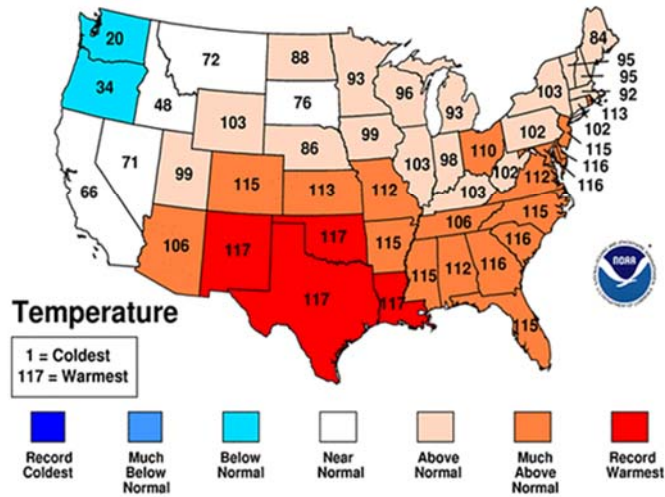 20
34
72
48
88
76
103
86
66
71
99
115
113
106
117
117
117
93
96
93
99
103
98
110
112
103
102
106
115
115
112
116
117
116
115
115
112
102
103
84
95
95
92
113
102
115
116
116
NOAA
Temperature
1 = Coldest
117 = Warmest
Record
Coldest
Much
Below
Normal
Below
Normal
Near
Normal
Above
Normal
Much
Above
Normal
Record
Warmest